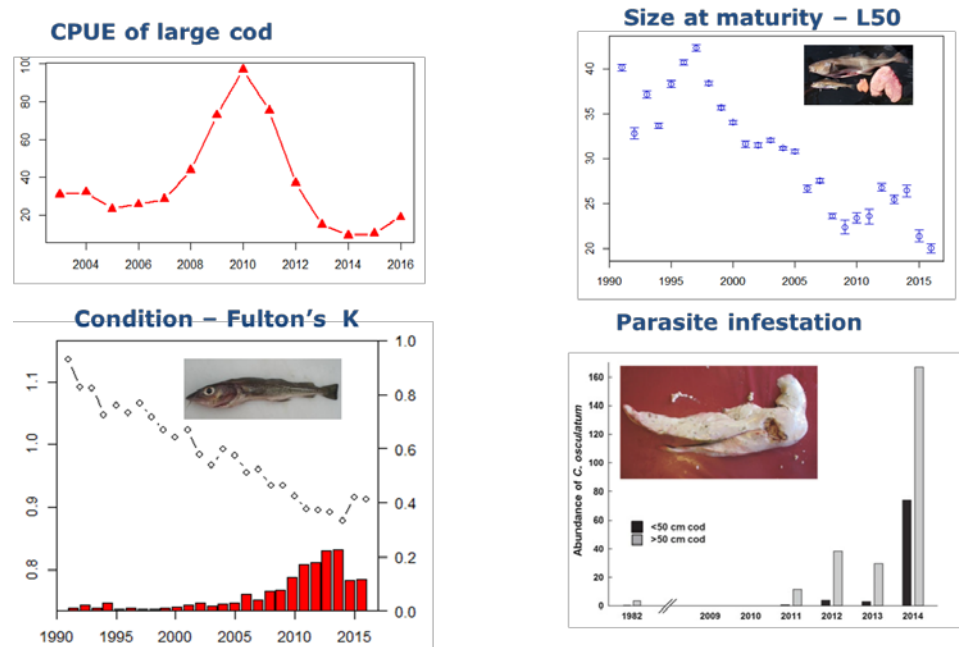 CPUE of large cod
100
80
60
40
20
2004 2006 2008 2010 2012 2014 2016
Size at maturity – L50
40
35
30
25
20
1990 1995 2000 2005 2010 2015
Condition – Fulton's K
1.1
1.0
0.9
0.8
1.0
0.8
0.6
0.4
0.2
0.0
1990 1995 2000 2005 2010 2015
Parasite infestation
Abundance of C. osculatum
160
140
120
100
80
60
40
20
0
<50 cm cod
>50 cm cod
1982 2009 2010 2011 2012 2013 2014